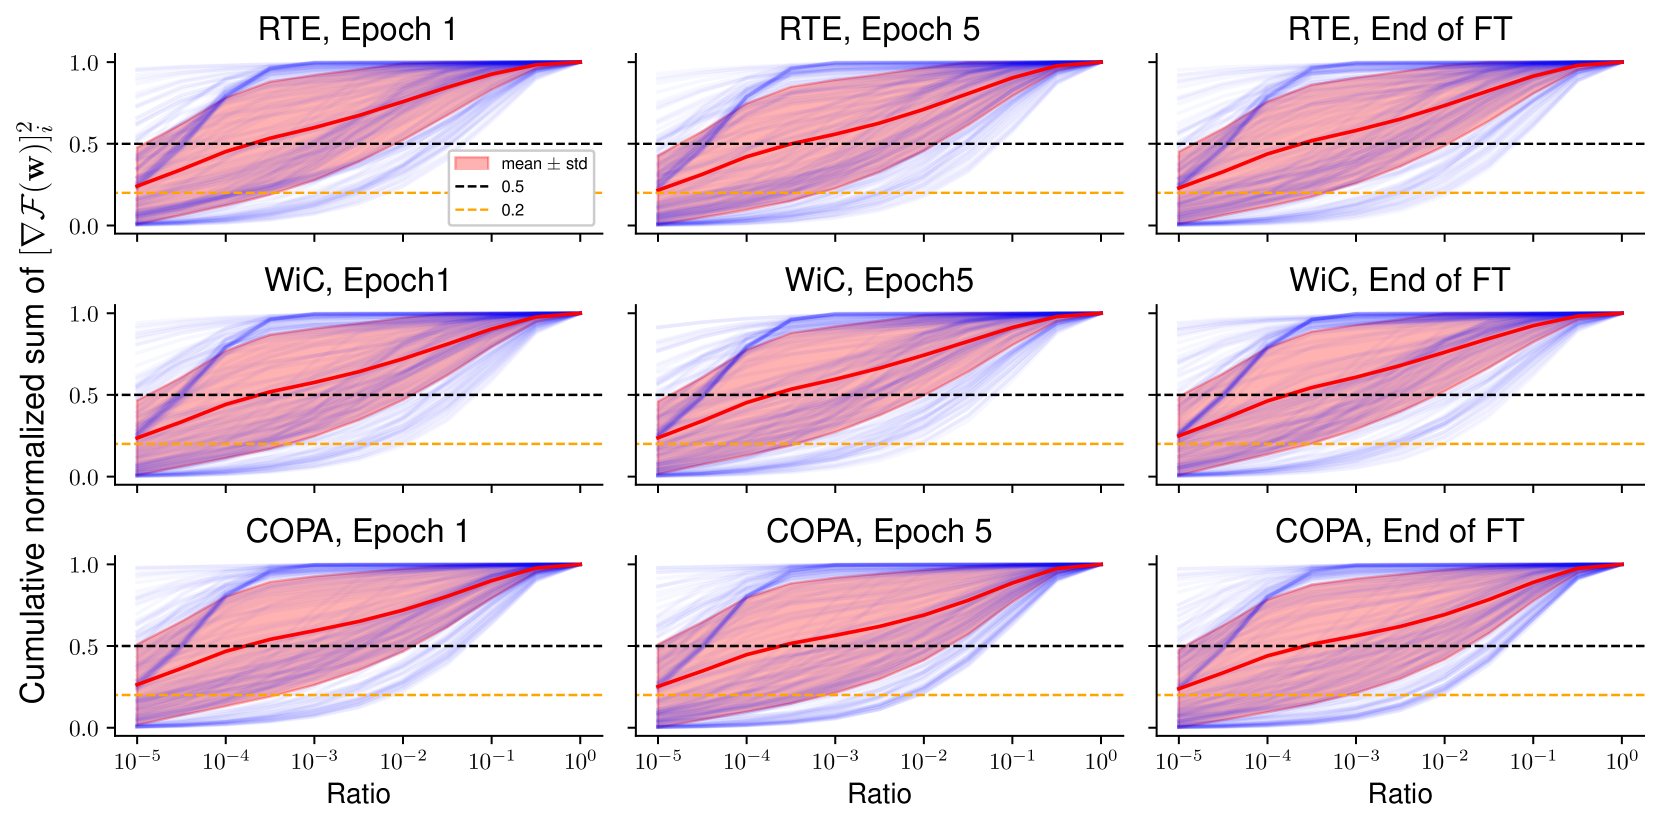 RTE, Epoch 1
RTE, Epoch 5
RTE, End of FT
1.0
0.5
0.0
mean ± std
0.5
0.2
WiC, Epoch1
WiC, Epoch5
WiC, End of FT
1.0
0.5
0.0
COPA, Epoch 1
COPA, Epoch 5
COPA, End of FT
1.0
0.5
0.0
10⁻⁵ 10⁻⁴ 10⁻³ 10⁻² 10⁻¹ 10⁰
10⁻⁵ 10⁻⁴ 10⁻³ 10⁻² 10⁻¹ 10⁰
10⁻⁵ 10⁻⁴ 10⁻³ 10⁻² 10⁻¹ 10⁰
Ratio
Ratio
Ratio
Cumulative normalized sum of [∇ℱ(𝐰)]ᵢ²